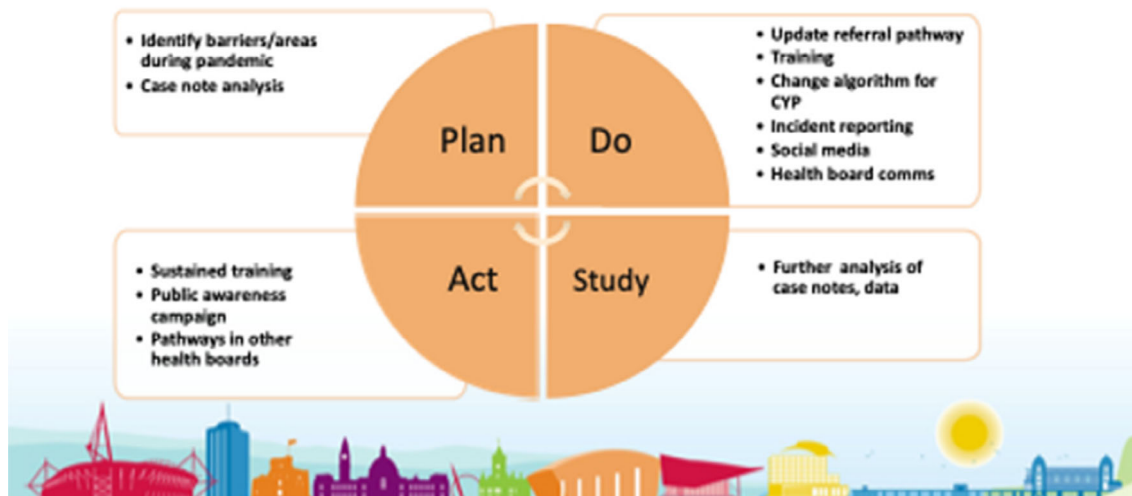 • Identify barriers/areas
during pandemic
• Case note analysis
Plan
Do
• Update referral pathway
• Training
• Change algorithm for
CYP
• Incident reporting
• Social media
• Health board comms
Act
Study
• Sustained training
• Public awareness
campaign
• Pathways in other
health boards
• Further analysis of
case notes, data